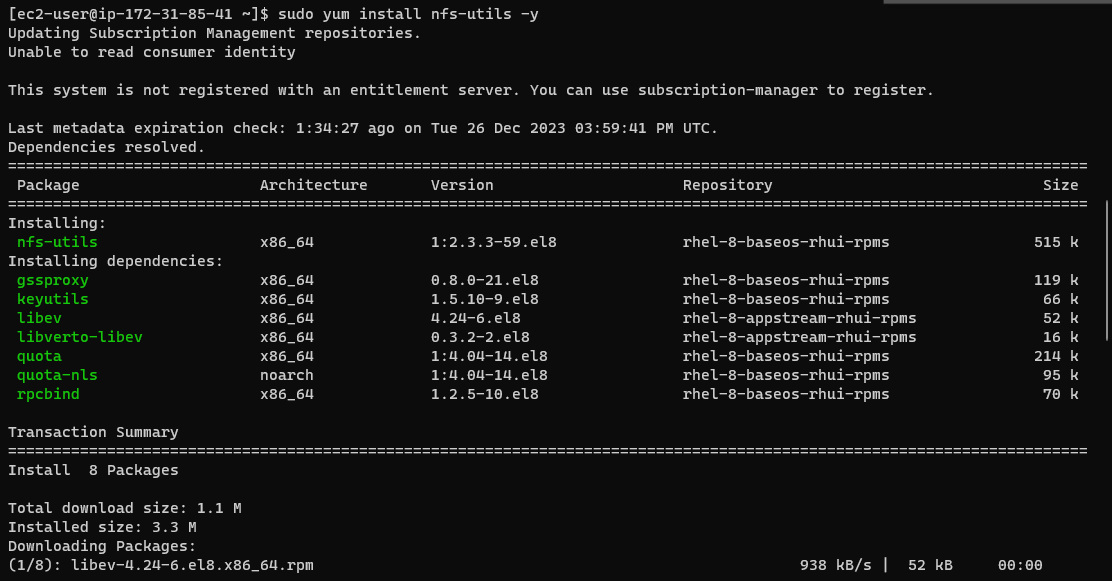 [ec2-user@ip-172-31-85-41 ~]$ sudo yum install nfs-utils -y
Updating Subscription Management repositories.
Unable to read consumer identity

This system is not registered with an entitlement server. You can use subscription-manager to register.

Last metadata expiration check: 1:34:27 ago on Tue 26 Dec 2023 03:59:41 PM UTC.
Dependencies resolved.
========================================================================================================================
 Package                    Architecture       Version                     Repository                              Size
========================================================================================================================
Installing:
 nfs-utils                  x86_64             1:2.3.3-59.el8              rhel-8-baseos-rhui-rpms                515 k
Installing dependencies:
 gssproxy                   x86_64             0.8.0-21.el8                rhel-8-baseos-rhui-rpms                119 k
 keyutils                   x86_64             1.5.10-9.el8                rhel-8-baseos-rhui-rpms                 66 k
 libev                      x86_64             4.24-6.el8                  rhel-8-appstream-rhui-rpms              52 k
 libverto-libev             x86_64             0.3.2-2.el8                 rhel-8-appstream-rhui-rpms              16 k
 quota                      x86_64             1:4.04-14.el8               rhel-8-baseos-rhui-rpms                214 k
 quota-nls                  noarch             1:4.04-14.el8               rhel-8-baseos-rhui-rpms                 95 k
 rpcbind                    x86_64             1.2.5-10.el8                rhel-8-baseos-rhui-rpms                 70 k

Transaction Summary
========================================================================================================================
Install  8 Packages

Total download size: 1.1 M
Installed size: 3.3 M
Downloading Packages:
(1/8): libev-4.24-6.el8.x86_64.rpm                                                      938 kB/s |  52 kB     00:00